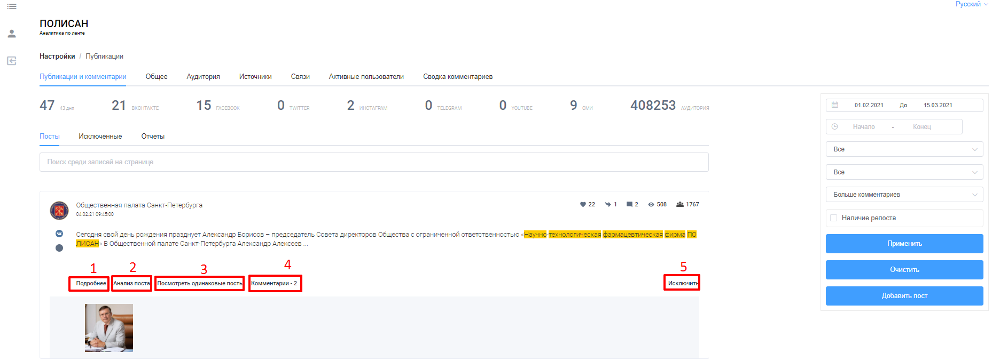 Русский
ПОЛИСАН
Аналитика по ленте
Настройки / Публикации
Публикации и комментарии Общее Аудитория Источники Связи Активные пользователи Сводка комментариев
47 43 дня 21 ВКОНТАКТЕ 15 FACEBOOK 0 TWITTER 2 ИНСТАГРАМ 0 TELEGRAM 0 YOUTUBE 9 СМИ 408253 АУДИТОРИЯ
Посты Исключенные Отчеты
Поиск среди записей на странице
Общественная палата Санкт-Петербурга
04.02.21 09:45:00
22 1 2 508 1767
Сегодня свой день рождения празднует Александр Борисов – председатель Совета директоров Общества с ограниченной ответственностью «Научно-технологическая фармацевтическая фирма ПО
ЛИСАН» В Общественной палате Санкт-Петербурга Александр Алексеев ...
1 2 3 4 5
Подробнее Анализ поста Посмотреть одинаковые посты Комментарии - 2 Исключить
01.02.2021 До 15.03.2021
Начало - Конец
Все
Все
Больше комментариев
Наличие репоста
Применить
Очистить
Добавить пост